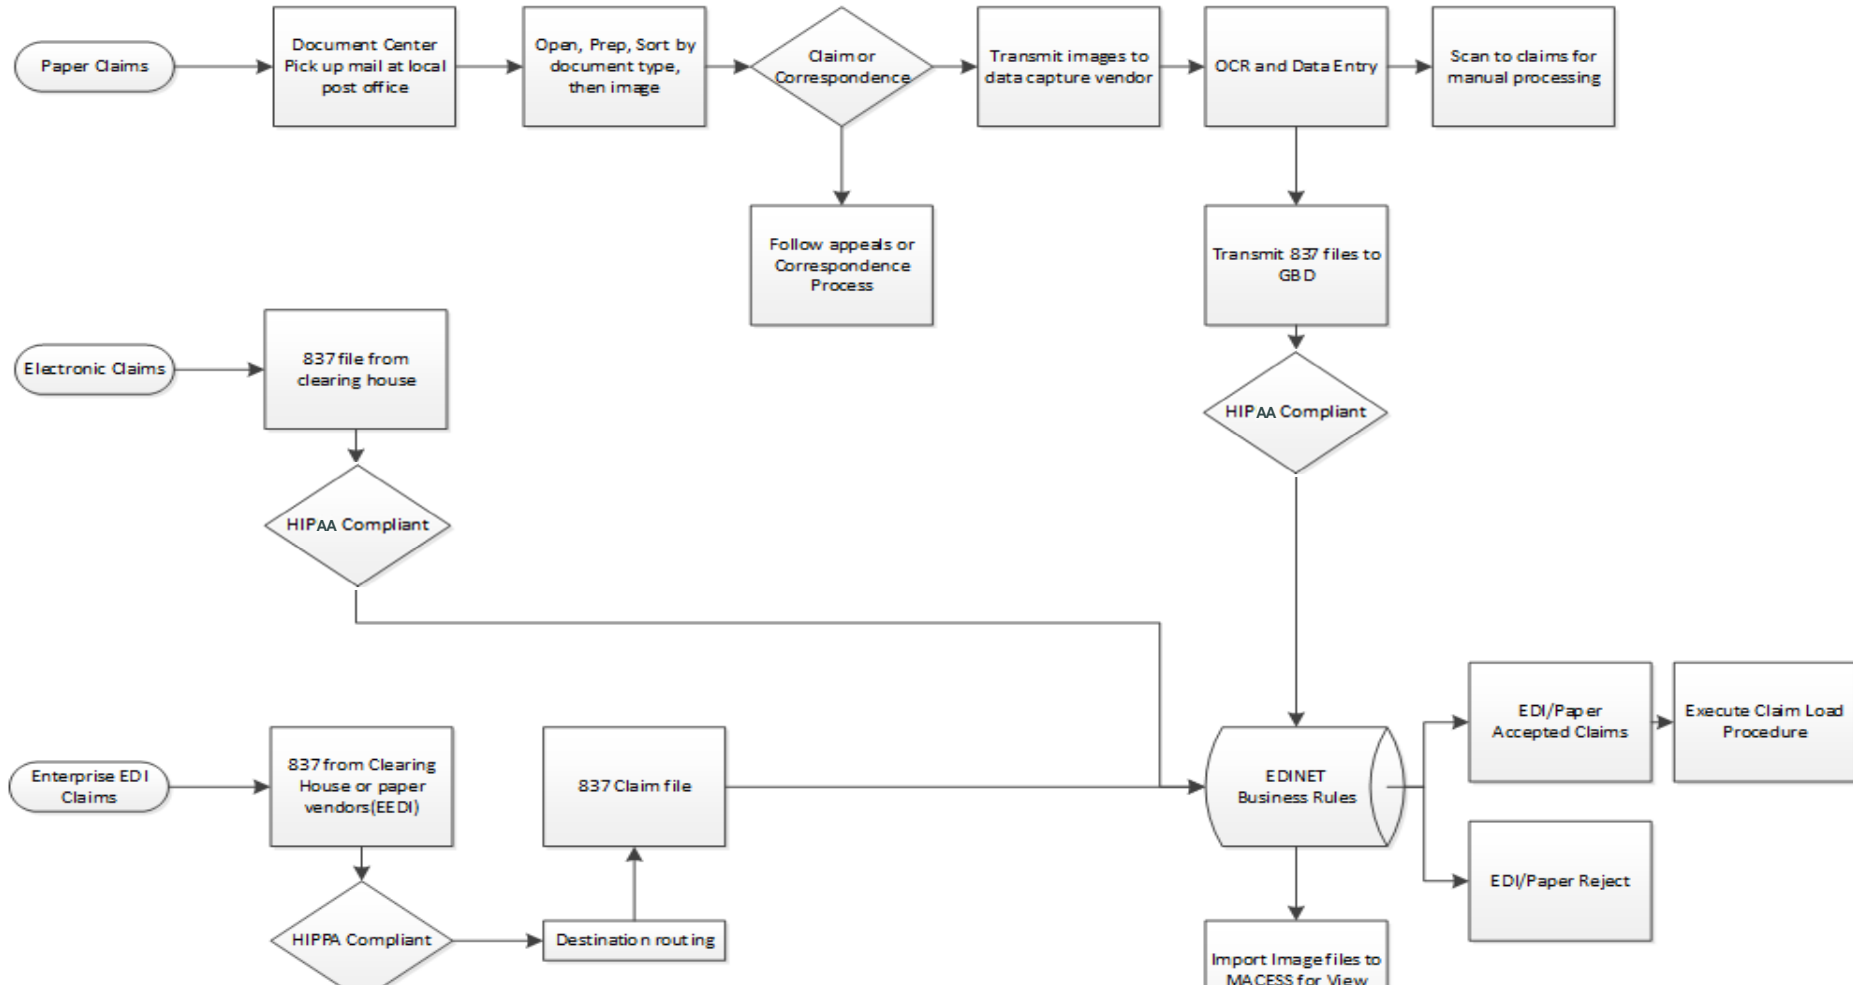 Paper Claims
Document Center
Pick up mail at local
post office
Open, Prep, Sort by
document type,
then image
Claim or
Correspondence
Transmit images to
data capture vendor
OCR and Data Entry
Scan to claims for
manual processing
Follow appeals or
Correspondence
Process
Transmit 837 files to
GBD
Electronic Claims
837 file from
clearing house
HIPAA Compliant
HIPAA Compliant
Enterprise EDI
Claims
837 from Clearing
House or paper
vendors(EEDI)
837 Claim file
EDINET
Business Rules
EDI/Paper
Accepted Claims
Execute Claim Load
Procedure
EDI/Paper Reject
HIPPA Compliant
Destination routing
Import Image files to
MACESS for View